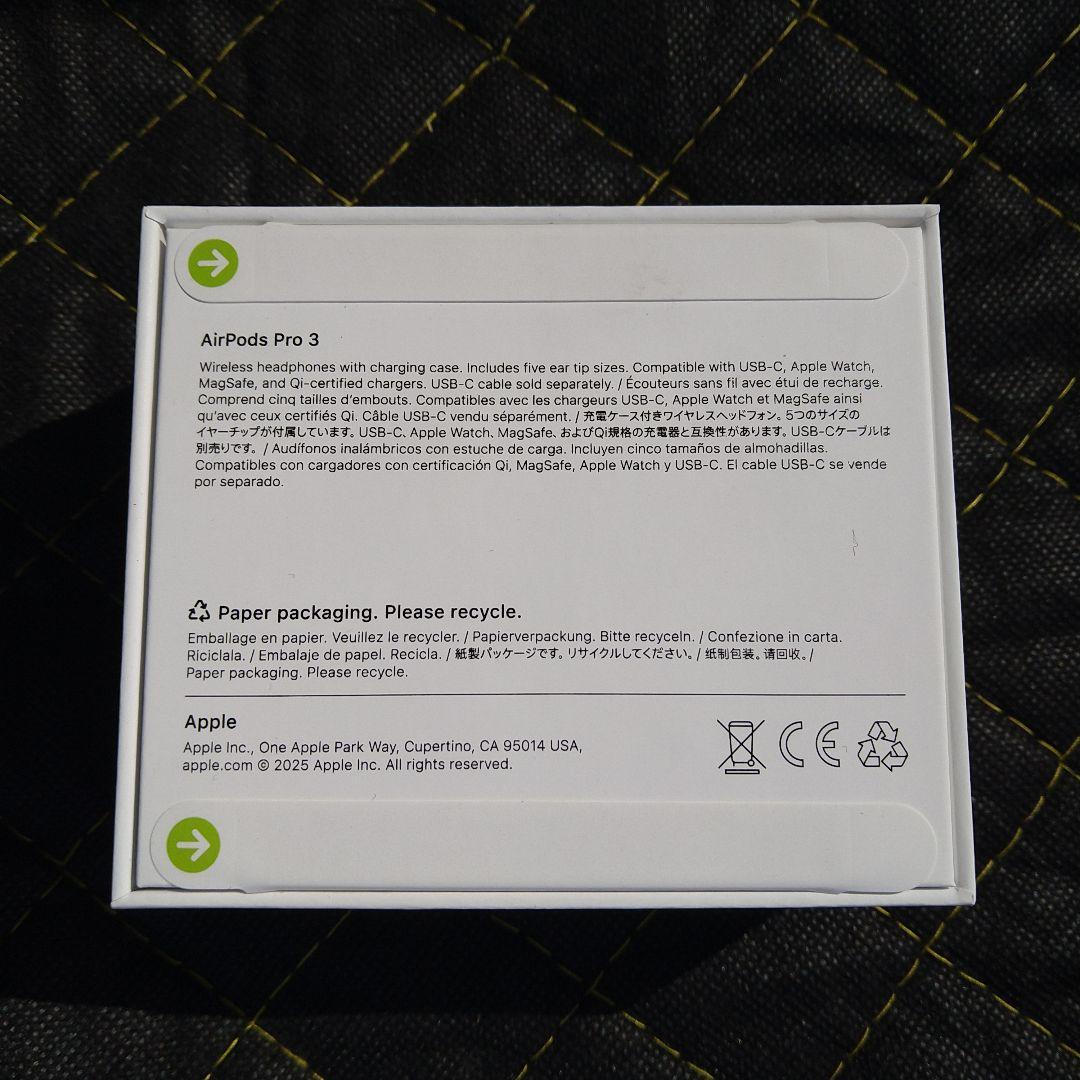 AirPods Pro 3
Wireless headphones with charging case. Includes five ear tip sizes. Compatible with USB-C, Apple Watch,
MagSafe, and Qi-certified chargers. USB-C cable sold separately. / Écouteurs sans fil avec étui de recharge.
Comprend cinq tailles d’embouts. Compatibles avec les chargeurs USB-C, Apple Watch et MagSafe ainsi
qu’avec ceux certifiés Qi. Câble USB-C vendu séparément. / 充電ケース付きワイヤレスヘッドフォン。5つのサイズの
イヤーチップが付属しています。USB-C、Apple Watch、MagSafe、およびQi規格の充電器と互換性があります。USB-Cケーブルは
別売りです。 / Audífonos inalámbricos con estuche de carga. Incluyen cinco tamaños de almohadillas.
Compatibles con cargadores con certificación Qi, MagSafe, Apple Watch y USB-C. El cable USB-C se vende
por separado.
Paper packaging. Please recycle.
Emballage en papier. Veuillez le recycler. / Papierverpackung. Bitte recyceln. / Confezione in carta.
Riciclala. / Embalaje de papel. Recicla. / 紙製パッケージです。リサイクルしてください。/ 纸制包装。请回收。/
Paper packaging. Please recycle.
Apple
Apple Inc., One Apple Park Way, Cupertino, CA 95014 USA,
apple.com © 2025 Apple Inc. All rights reserved.
CE